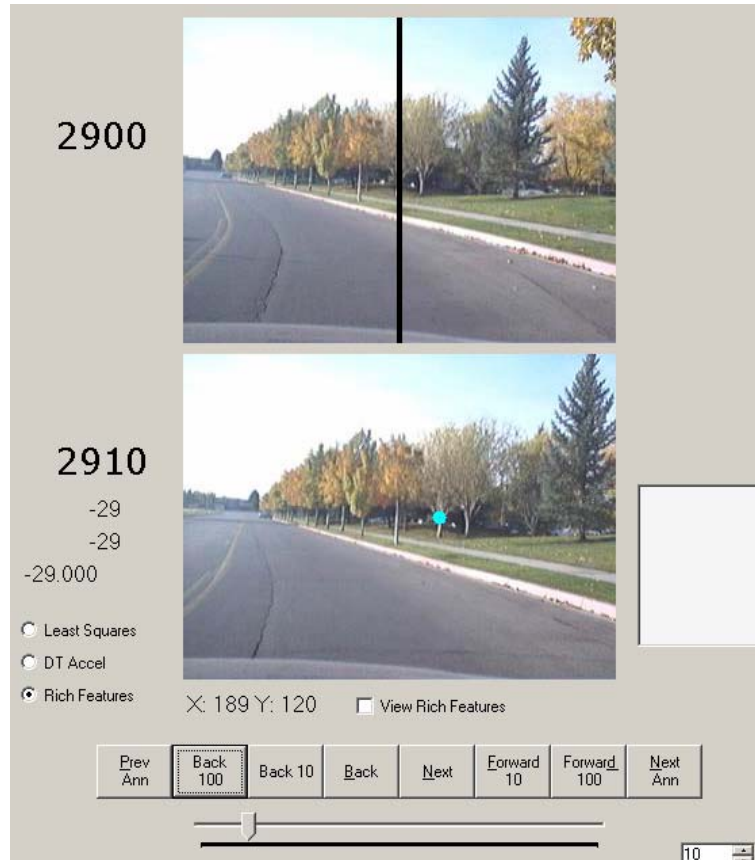 2900
2910
-29
-29
-29.000
Least Squares
DT Accel
Rich Features
X: 189 Y: 120
View Rich Features
Prev
Ann
Back
100
Back 10
Back
Next
Forward
10
Forward
100
Next
Ann
10